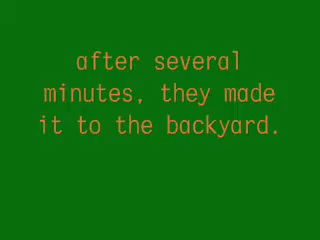 after several
minutes, they made
it to the backyard.